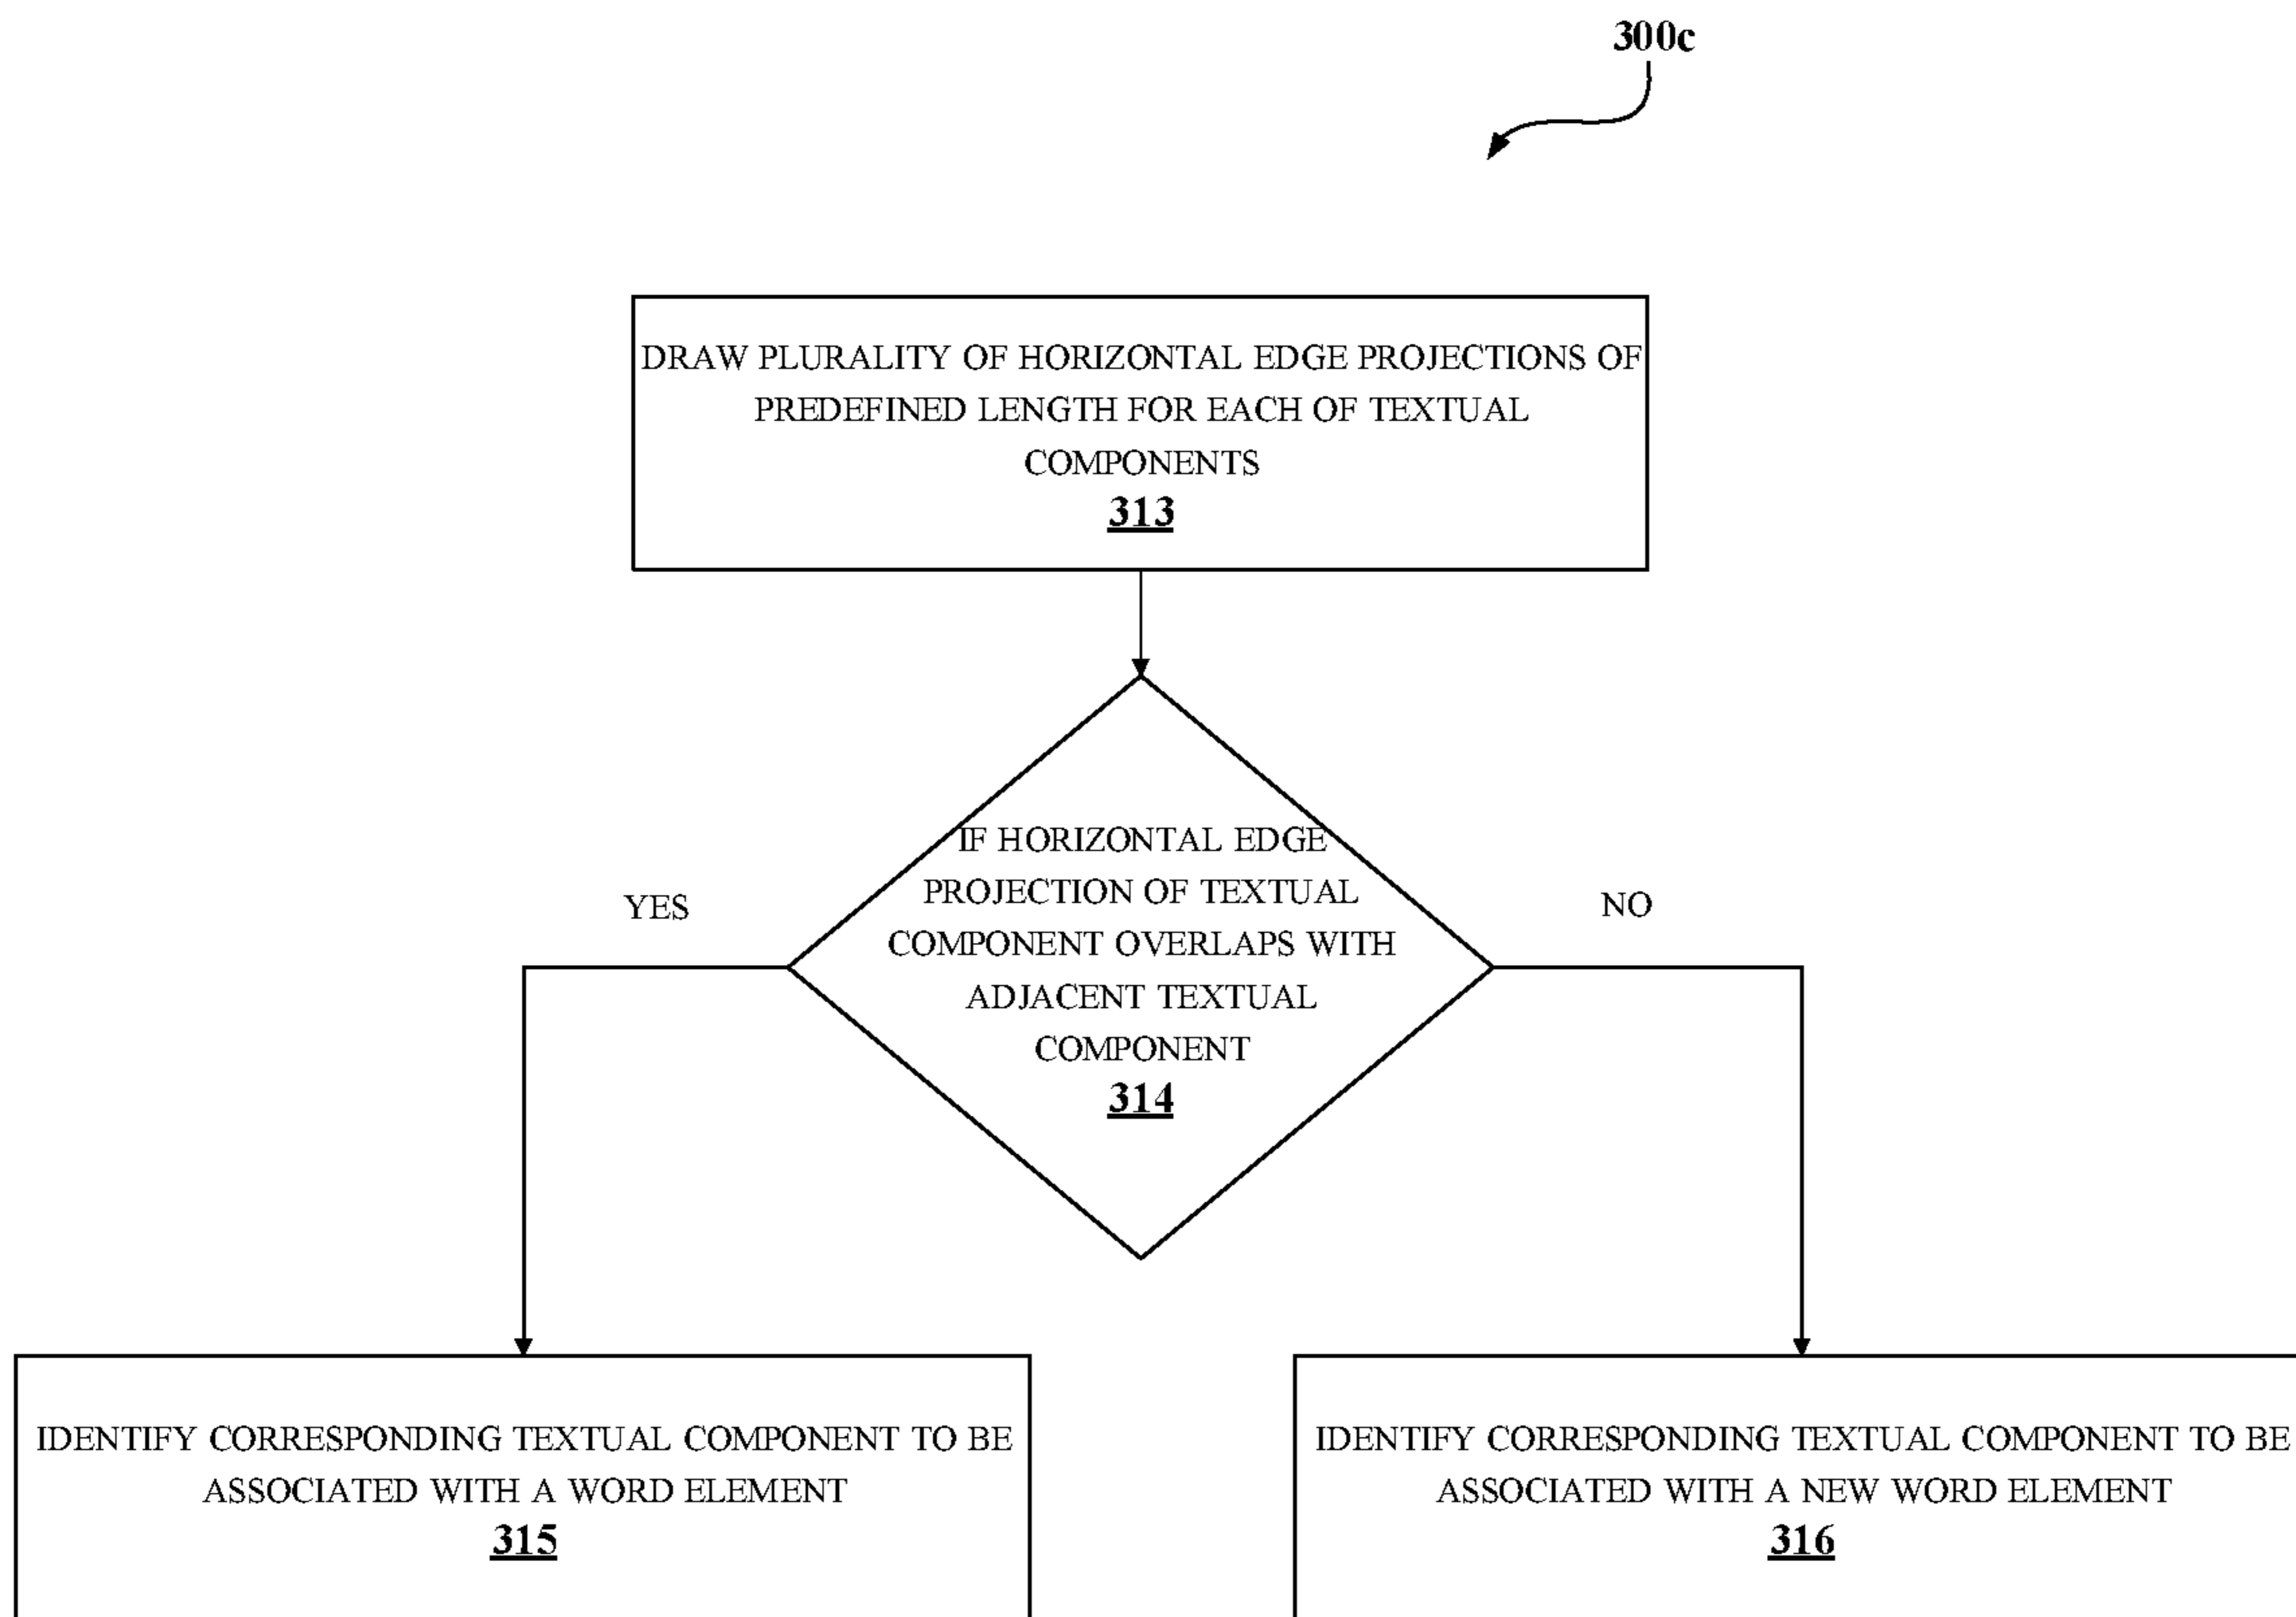 300c
DRAW PLURALITY OF HORIZONTAL EDGE PROJECTIONS OF
PREDEFINED LENGTH FOR EACH OF TEXTUAL
COMPONENTS
313
IF HORIZONTAL EDGE
PROJECTION OF TEXTUAL
COMPONENT OVERLAPS WITH
ADJACENT TEXTUAL
COMPONENT
314
YES
NO
IDENTIFY CORRESPONDING TEXTUAL COMPONENT TO BE
ASSOCIATED WITH A WORD ELEMENT
315
IDENTIFY CORRESPONDING TEXTUAL COMPONENT TO BE
ASSOCIATED WITH A NEW WORD ELEMENT
316